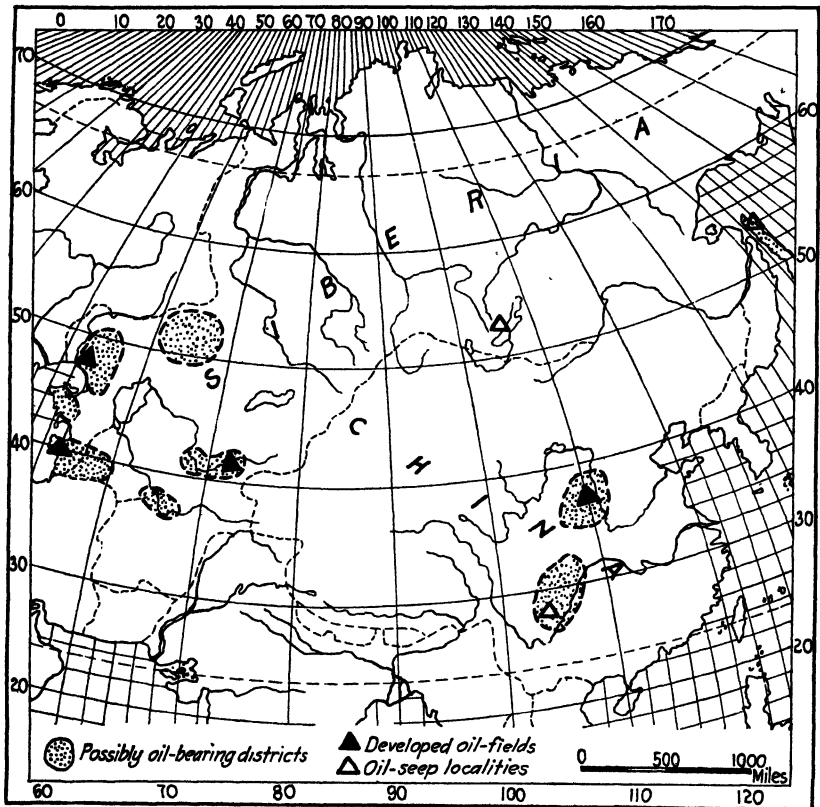 0 10 20 30 40 50 60 70 80 90 100 110 120 130 140 150 160 170
70
60
60
50
50
40
40
30
30
20
20
SIBERIA
CHINA
Possibly oil-bearing districts
Developed oil-fields
Oil-seep localities
0 500 1000
Miles
60 70 80 90 100 110 120